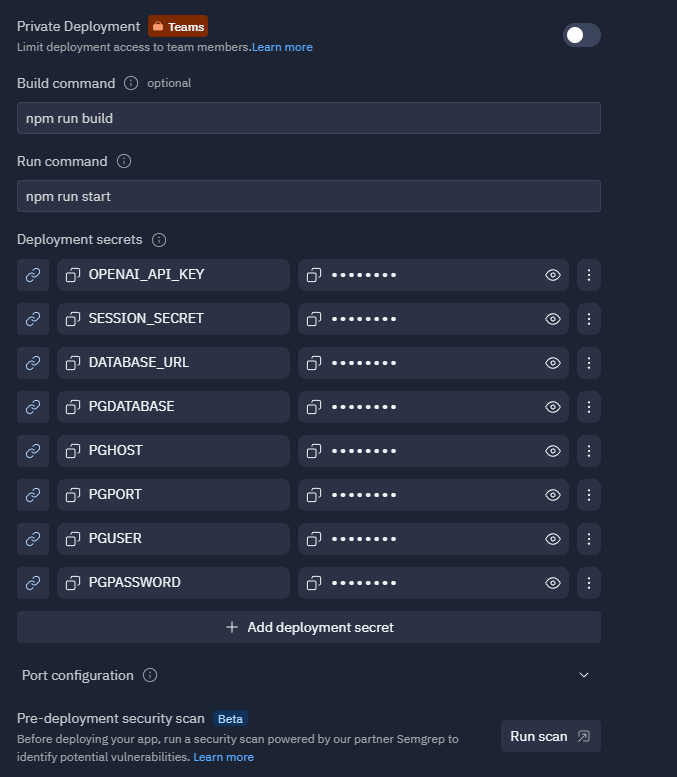 Private Deployment Teams
Limit deployment access to team members.Learn more
Build command optional
npm run build
Run command
npm run start
Deployment secrets
OPENAI_API_KEY ••••••••
SESSION_SECRET ••••••••
DATABASE_URL ••••••••
PGDATABASE ••••••••
PGHOST ••••••••
PGPORT ••••••••
PGUSER ••••••••
PGPASSWORD ••••••••
+ Add deployment secret
Port configuration
Pre-deployment security scan Beta
Before deploying your app, run a security scan powered by our partner Semgrep to
identify potential vulnerabilities. Learn more
Run scan